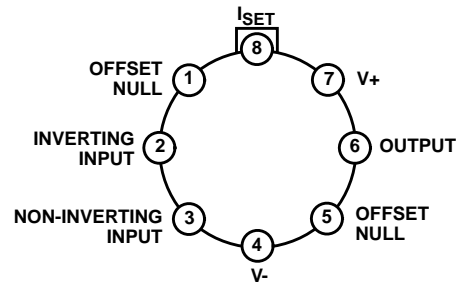 ISET
8
OFFSET
NULL
1
7
V+
INVERTING
INPUT
2
6
OUTPUT
NON-INVERTING
INPUT
3
5
OFFSET
NULL
4
V-